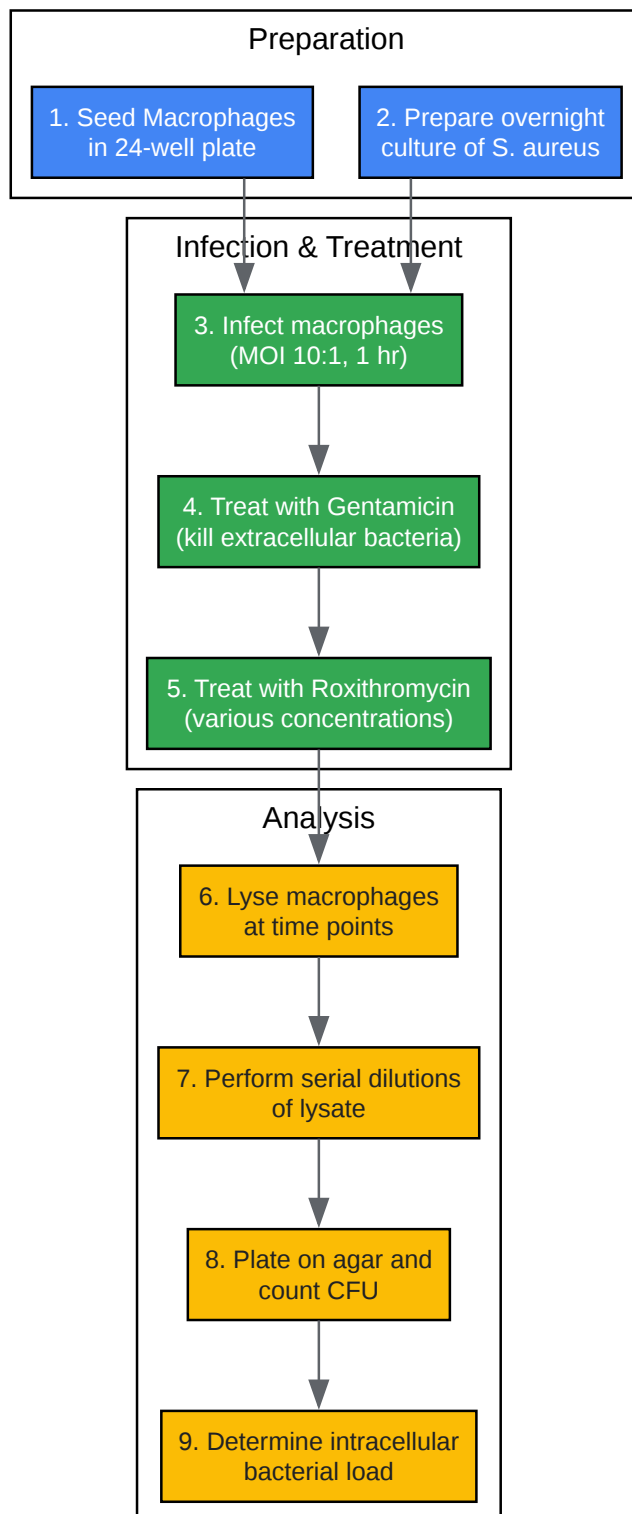 Preparation
1. Seed Macrophages
in 24-well plate
2. Prepare overnight
culture of S. aureus
Infection & Treatment
3. Infect macrophages
(MOI 10:1, 1 hr)
4. Treat with Gentamicin
(kill extracellular bacteria)
5. Treat with Roxithromycin
(various concentrations)
Analysis
6. Lyse macrophages
at time points
7. Perform serial dilutions
of lysate
8. Plate on agar and
count CFU
9. Determine intracellular
bacterial load